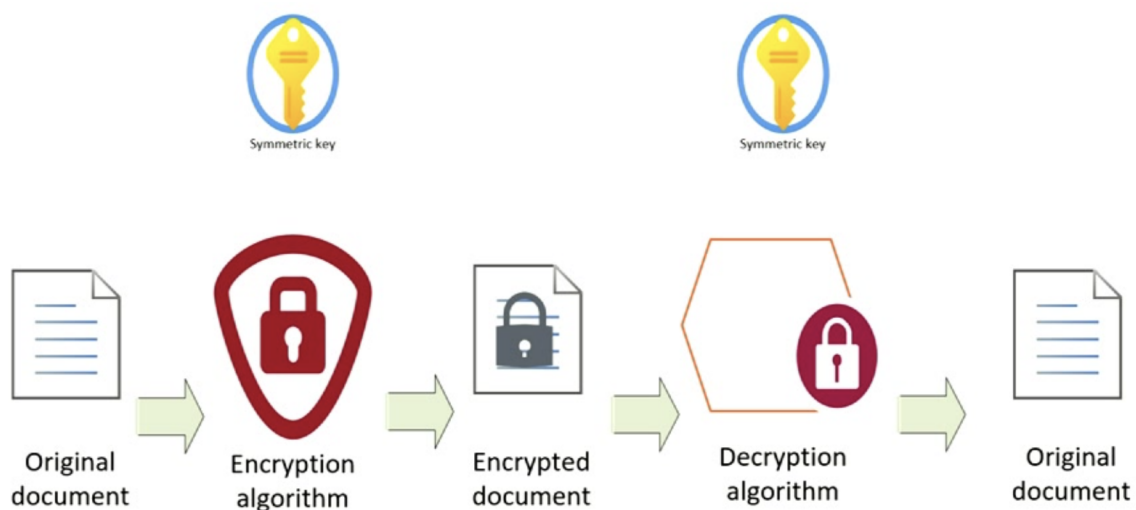 Symmetric key
Symmetric key
Original
document
Encryption
algorithm
Encrypted
document
Decryption
algorithm
Original
document